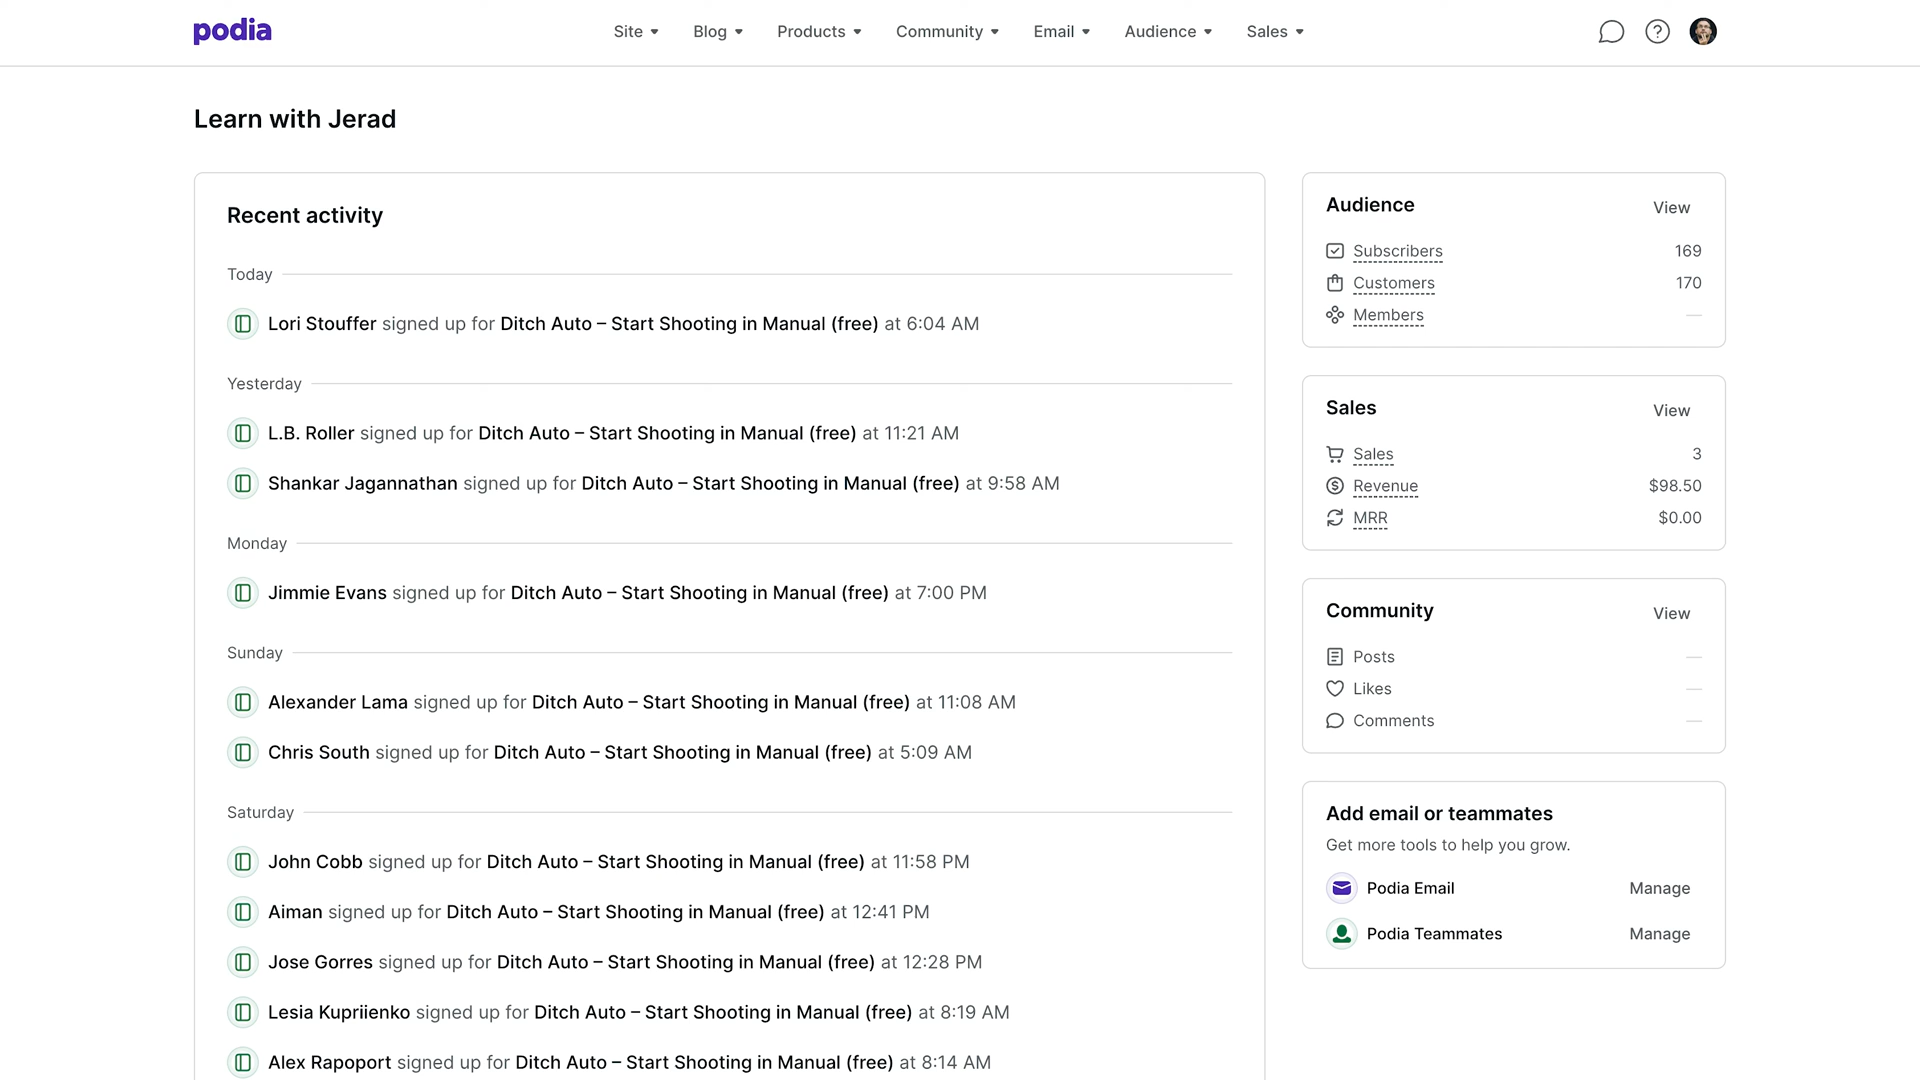 podia
Site
Blog
Products
Community
Email
Audience
Sales
Learn with Jerad
Recent activity
Today
Lori Stouffer signed up for Ditch Auto – Start Shooting in Manual (free) at 6:04 AM
Yesterday
L.B. Roller signed up for Ditch Auto – Start Shooting in Manual (free) at 11:21 AM
Shankar Jagannathan signed up for Ditch Auto – Start Shooting in Manual (free) at 9:58 AM
Monday
Jimmie Evans signed up for Ditch Auto – Start Shooting in Manual (free) at 7:00 PM
Sunday
Alexander Lama signed up for Ditch Auto – Start Shooting in Manual (free) at 11:08 AM
Chris South signed up for Ditch Auto – Start Shooting in Manual (free) at 5:09 AM
Saturday
John Cobb signed up for Ditch Auto – Start Shooting in Manual (free) at 11:58 PM
Aiman signed up for Ditch Auto – Start Shooting in Manual (free) at 12:41 PM
Jose Gorres signed up for Ditch Auto – Start Shooting in Manual (free) at 12:28 PM
Lesia Kupriienko signed up for Ditch Auto – Start Shooting in Manual (free) at 8:19 AM
Alex Rapoport signed up for Ditch Auto – Start Shooting in Manual (free) at 8:14 AM
Audience View
Subscribers 169
Customers 170
Members —
Sales View
Sales 3
Revenue $98.50
MRR $0.00
Community View
Posts —
Likes —
Comments —
Add email or teammates
Get more tools to help you grow.
Podia Email Manage
Podia Teammates Manage